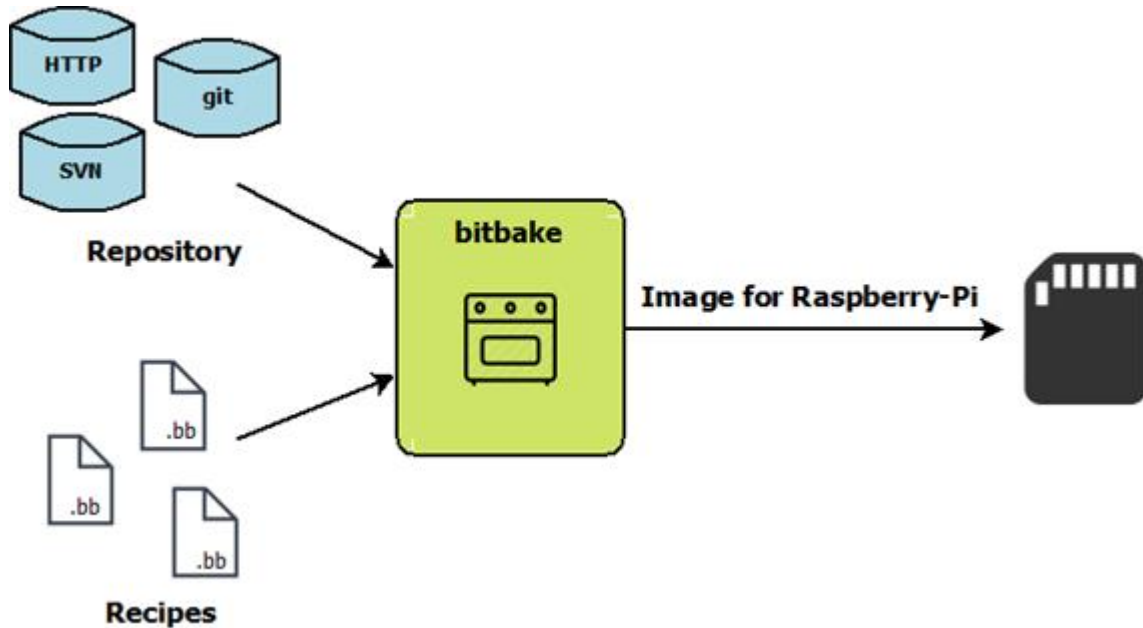 HTTP
git
SVN
Repository
bitbake
Image for Raspberry-Pi
.bb
.bb
.bb
Recipes